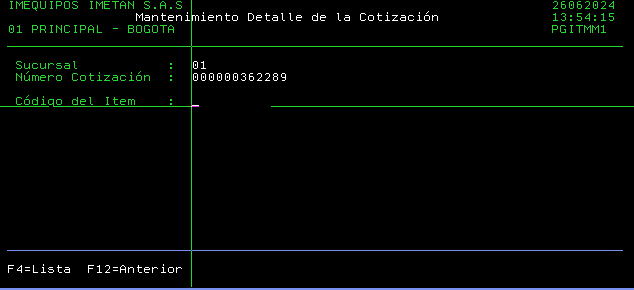 IMEQUIPOS IMETAN S.A.S 26062024
Mantenimiento Detalle de la Cotización 13:54:15
01 PRINCIPAL - BOGOTA PGITMM1
Sucursal : 01
Número Cotización : 000000362289
Código del Item :
F4=Lista F12=Anterior